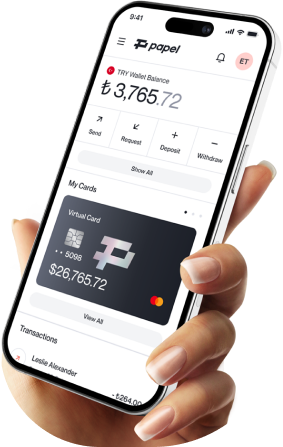 9:41
papel
ET
TRY Wallet Balance
₺ 3,765.72
Send
Request
Deposit
Withdraw
Show All
My Cards
Virtual Card
•• 5098
$26,765.72
View All
Transactions
Leslie Alexander
-₺264.00